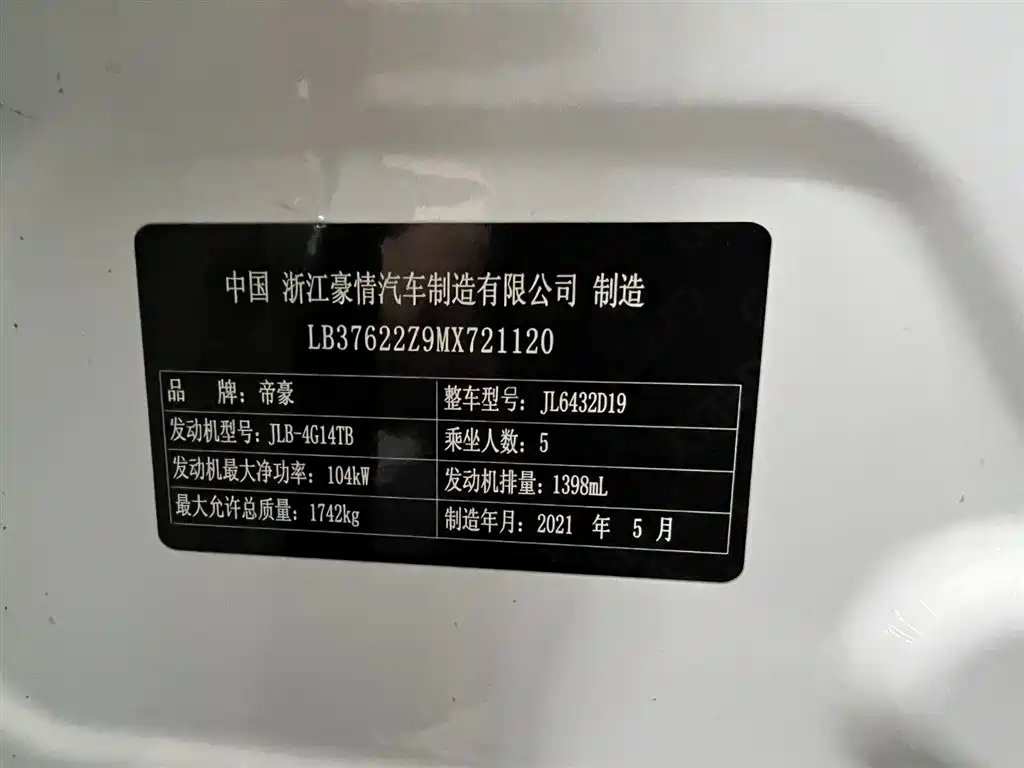 中国 浙江豪情汽车制造有限公司 制造
LB37622Z9MX721120
品 牌：帝豪 整车型号：JL6432D19
发动机型号：JLB-4G14TB 乘坐人数：5
发动机最大净功率：104kW 发动机排量：1398mL
最大允许总质量：1742kg 制造年月：2021 年 5 月